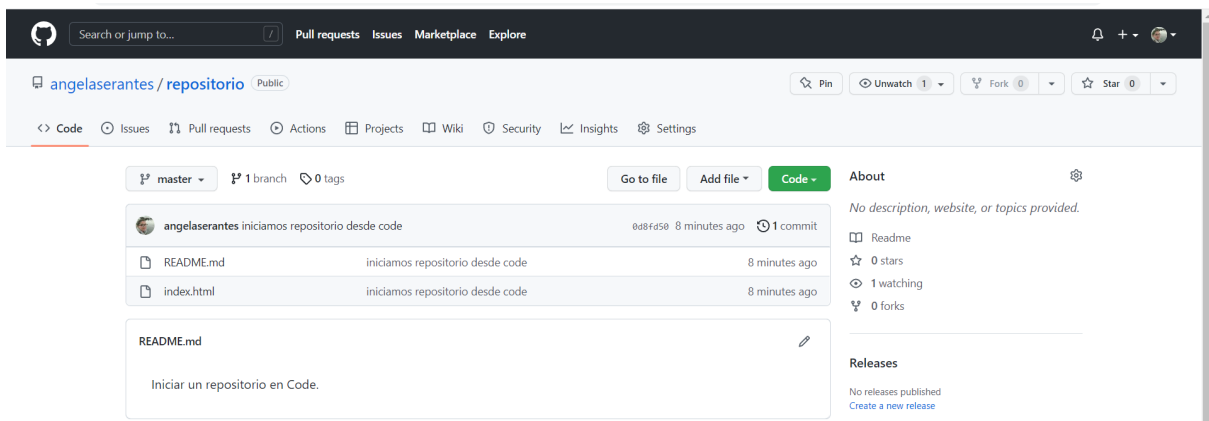 Search or jump to... / Pull requests Issues Marketplace Explore
angelaserantes / repositorio Public Pin Unwatch 1 Fork 0 Star 0
Code Issues Pull requests Actions Projects Wiki Security Insights Settings
master 1 branch 0 tags Go to file Add file Code
angelaserantes iniciamos repositorio desde code 0d8fd50 8 minutes ago 1 commit
README.md iniciamos repositorio desde code 8 minutes ago
index.html iniciamos repositorio desde code 8 minutes ago
README.md
Iniciar un repositorio en Code.
About
No description, website, or topics provided.
Readme
0 stars
1 watching
0 forks
Releases
No releases published
Create a new release